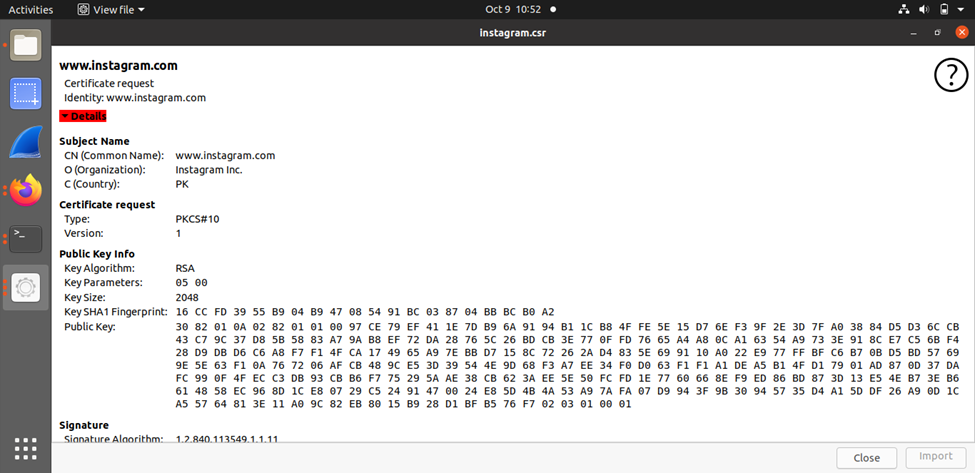 Activities
View file
Oct 9 10:52
instagram.csr
www.instagram.com
Certificate request
Identity: www.instagram.com
Details
Subject Name
CN (Common Name): www.instagram.com
O (Organization): Instagram Inc.
C (Country): PK
Certificate request
Type: PKCS#10
Version: 1
Public Key Info
Key Algorithm: RSA
Key Parameters: 05 00
Key Size: 2048
Key SHA1 Fingerprint: 16 CC FD 39 55 B9 04 B9 47 08 54 91 BC 03 87 04 BB BC B0 A2
Public Key: 30 82 01 0A 02 82 01 01 00 97 CE 79 EF 41 1E 7D B9 6A 91 94 B1 1C B8 4F FE 5E 15 D7 6E F3 9F 2E 3D 7F A0 38 84 D5 D3 6C CB
43 C7 9C 37 D8 5B 58 83 A7 9A B8 EF 72 DA 28 76 5C 26 BD CB 3E 77 0F FD 76 65 A4 A8 0C A1 63 54 A9 73 3E 91 8C E7 C5 6B F4
28 D9 DB D6 C6 A8 F7 F1 4F CA 17 49 65 A9 7E BB D7 15 8C 72 26 2A D4 83 5E 69 91 10 A0 22 E9 77 FF BF C6 B7 0B D5 BD 57 69
9E 5E 63 F1 0A 76 72 06 AF CB 48 9C E5 3D 39 54 4E 9D 68 F3 A7 EE 34 F0 D0 63 F1 F1 A1 DE A5 B1 4F D1 79 01 AD 87 0D 37 DA
FC 99 0F 4F EC C3 DB 93 CB B6 F7 75 29 5A AE 38 CB 62 3A EE 5E 50 FC FD 1E 77 60 66 8E F9 ED 86 BD 87 3D 13 E5 4E B7 3E B6
61 48 58 EC 96 8D 1C E8 07 29 C5 24 91 47 00 24 E8 5D 4B 4A 53 A9 7A FA 07 D9 94 3F 9B 30 94 57 35 D4 A1 5D DF 26 A9 0D 1C
A5 57 64 81 3E 11 A0 9C 82 EB 80 15 B9 28 D1 BF B5 76 F7 02 03 01 00 01
Signature
Signature Algorithm: 1.2.840.113549.1.1.11
Close
Import